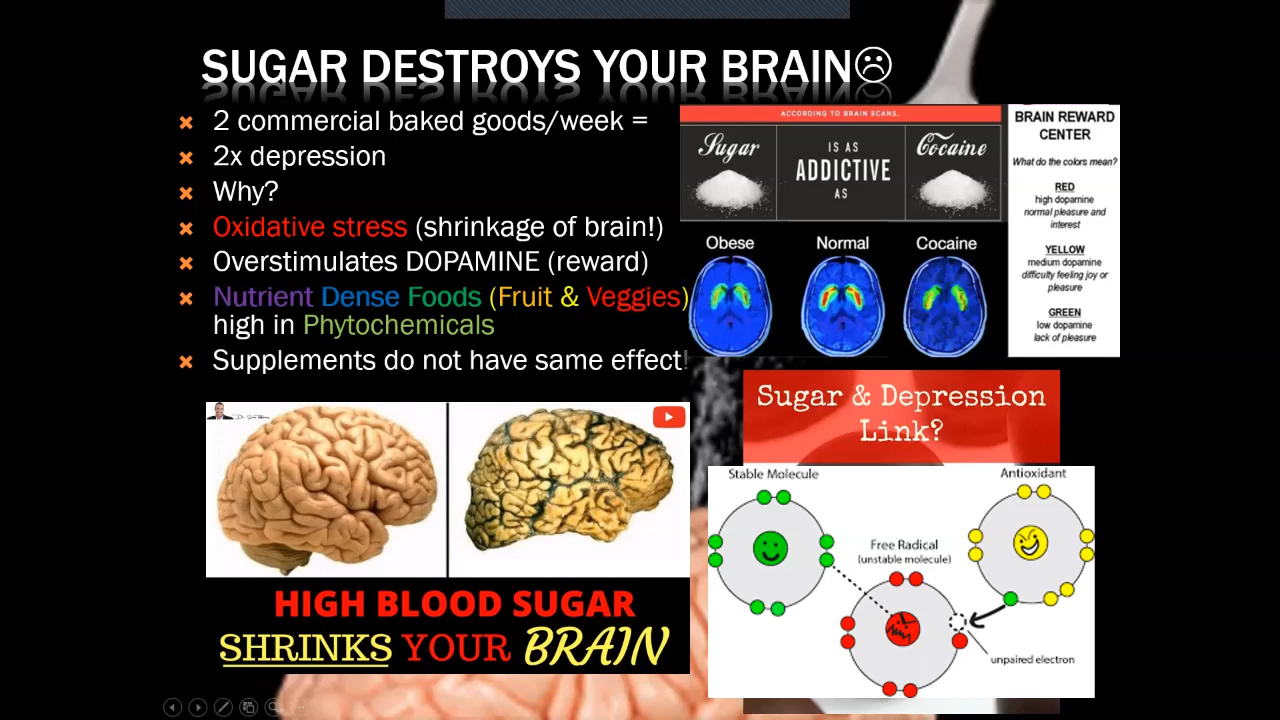 SUGAR DESTROYS YOUR BRAIN☹
2 commercial baked goods/week =
2x depression
Why?
Oxidative stress (shrinkage of brain!)
Overstimulates DOPAMINE (reward)
Nutrient Dense Foods (Fruit & Veggies)
high in Phytochemicals
Supplements do not have same effect!
ACCORDING TO BRAIN SCANS,
Sugar
IS AS
ADDICTIVE
AS
Cocaine
Obese
Normal
Cocaine
BRAIN REWARD
CENTER
What do the colors mean?
RED
high dopamine
normal pleasure and
interest
YELLOW
medium dopamine
difficulty feeling joy or
pleasure
GREEN
low dopamine
lack of pleasure
HIGH BLOOD SUGAR
SHRINKS YOUR BRAIN
Sugar & Depression
Link?
Stable Molecule
Antioxidant
Free Radical
(unstable molecule)
unpaired electron